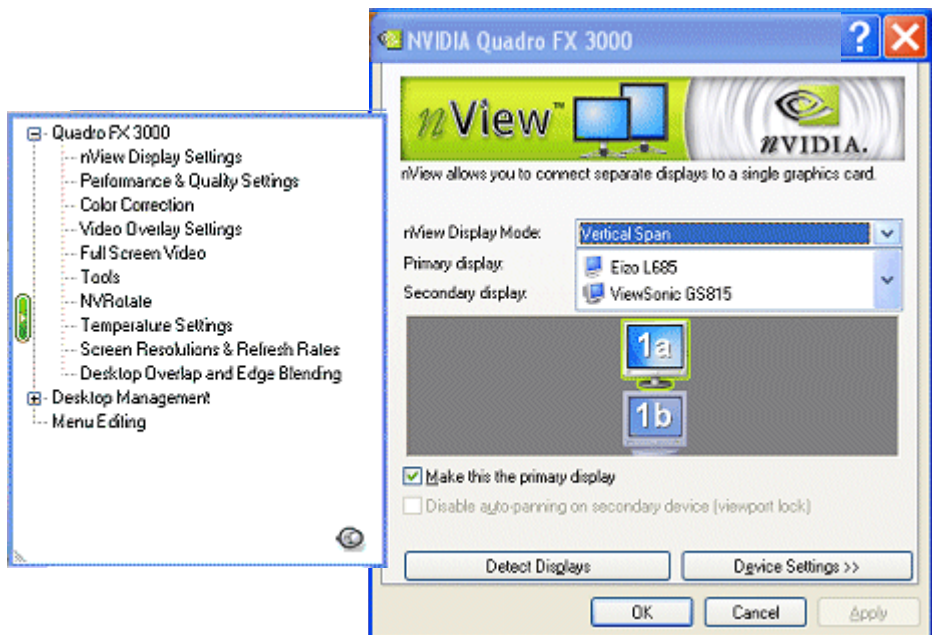 NVIDIA Quadro FX 3000
nView™
nVIDIA.
nView allows you to connect separate displays to a single graphics card.
Quadro FX 3000
nView Display Settings
Performance & Quality Settings
Color Correction
Video Overlay Settings
Full Screen Video
Tools
NVRotate
Temperature Settings
Screen Resolutions & Refresh Rates
Desktop Overlap and Edge Blending
Desktop Management
Menu Editing
nView Display Mode:
Vertical Span
Primary display:
Eizo L685
Secondary display:
ViewSonic GS815
1a
1b
Make this the primary display
Disable auto-panning on secondary device (viewport lock)
Detect Displays
Device Settings >>
OK
Cancel
Apply